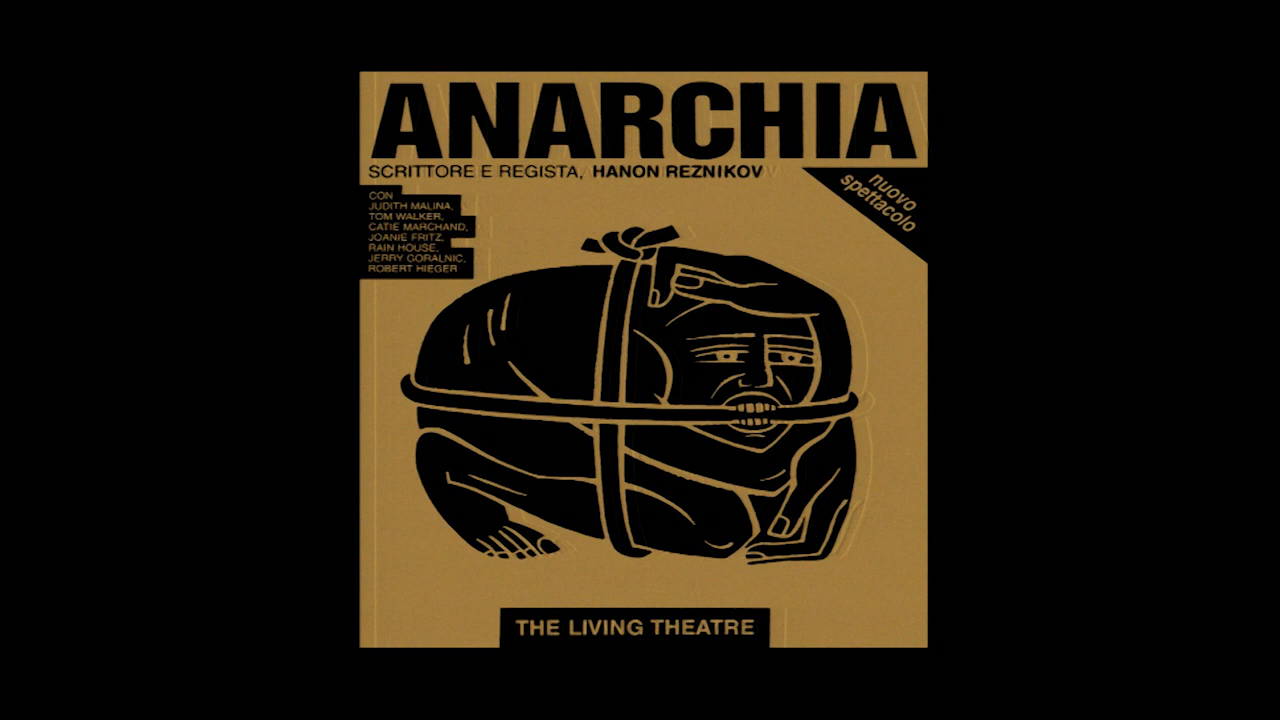 ANARCHIA
SCRITTORE E REGISTA, HANON REZNIKOV
nuovo
spettacolo
CON
JUDITH MALINA,
TOM WALKER,
CATIE MARCHAND,
JOANIE FRITZ,
RAIN HOUSE,
JERRY GORALNIC,
ROBERT HIEGER
THE LIVING THEATRE